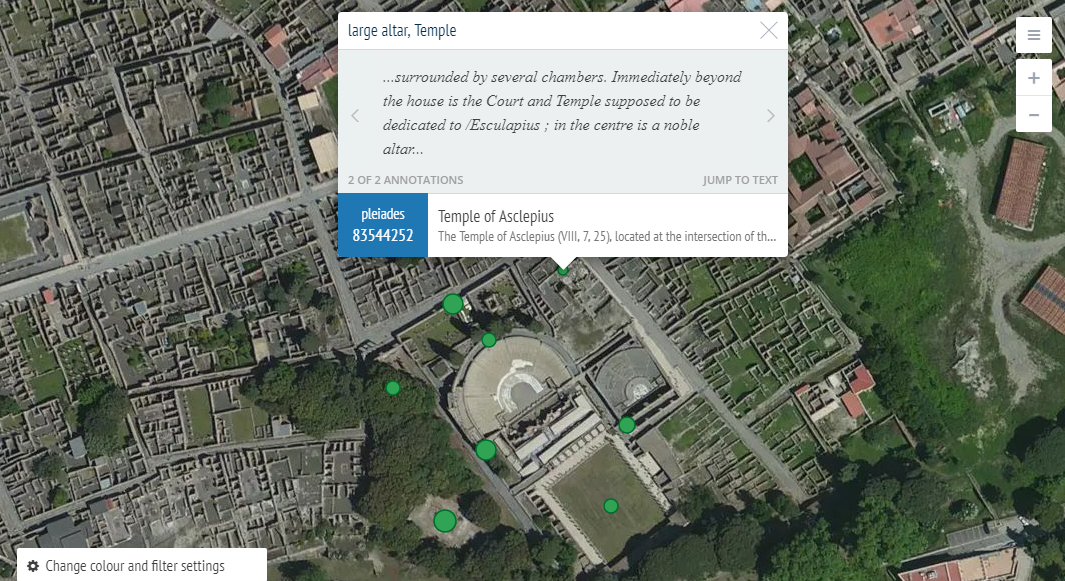 large altar, Temple
...surrounded by several chambers. Immediately beyond
the house is the Court and Temple supposed to be
dedicated to /Esculapius ; in the centre is a noble
altar...
2 OF 2 ANNOTATIONS JUMP TO TEXT
pleiades
83544252
Temple of Asclepius
The Temple of Asclepius (VIII, 7, 25), located at the intersection of th...
Change colour and filter settings